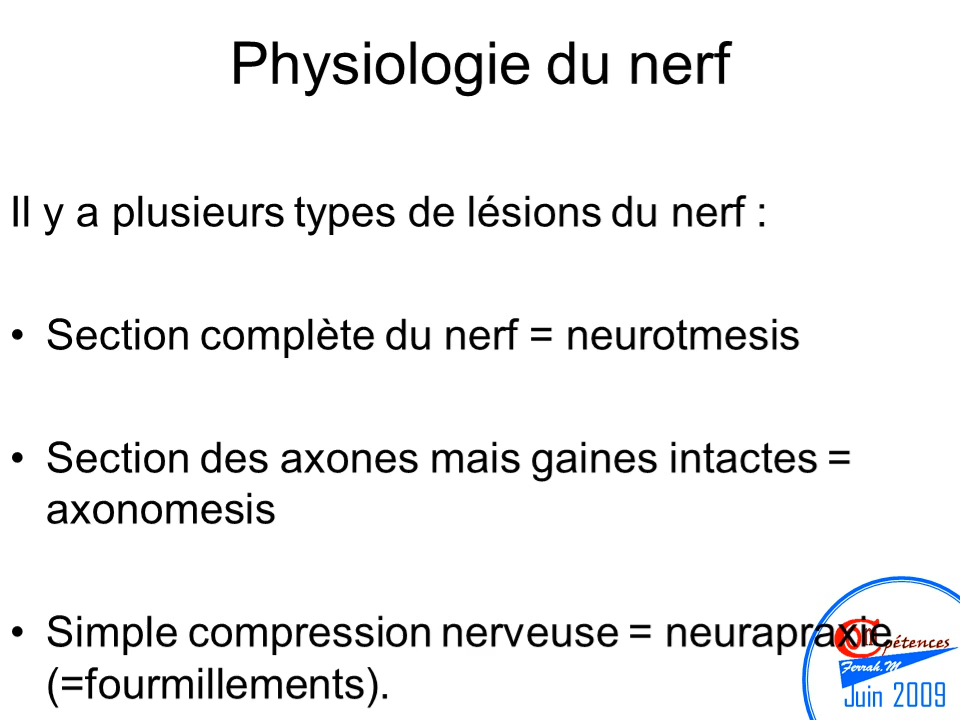 Physiologie du nerf
Il y a plusieurs types de lésions du nerf :
• Section complète du nerf = neurotmesis
• Section des axones mais gaines intactes =
axonomesis
• Simple compression nerveuse = neurapraxie
(=fourmillements).
C@mpétences
Ferrah.M
Juin 2009